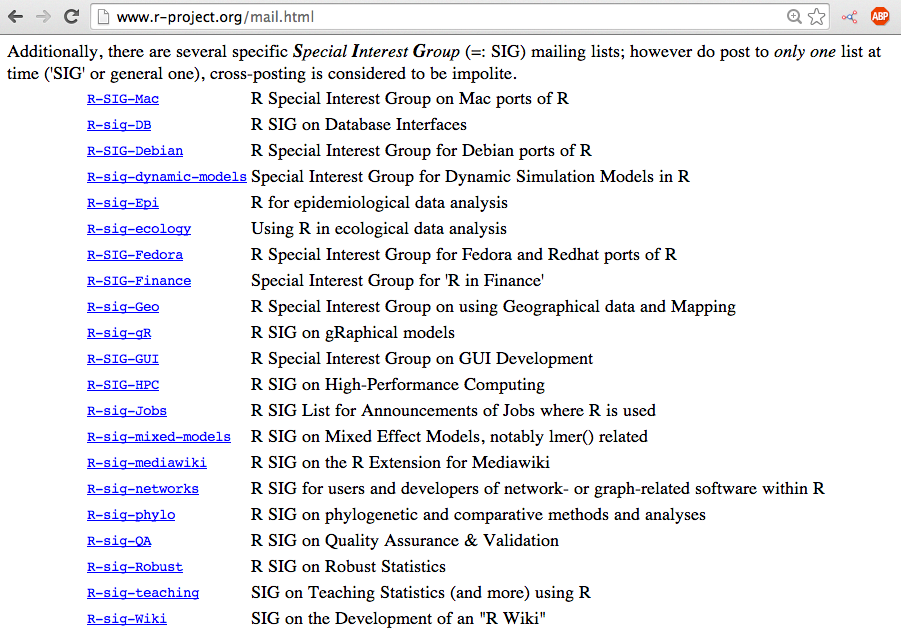 www.r-project.org/mail.html
ABP
Additionally, there are several specific Special Interest Group (=: SIG) mailing lists; however do post to only one list at
time ('SIG' or general one), cross-posting is considered to be impolite.
R-SIG-Mac R Special Interest Group on Mac ports of R
R-sig-DB R SIG on Database Interfaces
R-SIG-Debian R Special Interest Group for Debian ports of R
R-sig-dynamic-models Special Interest Group for Dynamic Simulation Models in R
R-sig-Epi R for epidemiological data analysis
R-sig-ecology Using R in ecological data analysis
R-SIG-Fedora R Special Interest Group for Fedora and Redhat ports of R
R-SIG-Finance Special Interest Group for 'R in Finance'
R-sig-Geo R Special Interest Group on using Geographical data and Mapping
R-sig-gR R SIG on gRaphical models
R-SIG-GUI R Special Interest Group on GUI Development
R-SIG-HPC R SIG on High-Performance Computing
R-sig-Jobs R SIG List for Announcements of Jobs where R is used
R-sig-mixed-models R SIG on Mixed Effect Models, notably lmer() related
R-sig-mediawiki R SIG on the R Extension for Mediawiki
R-sig-networks R SIG for users and developers of network- or graph-related software within R
R-sig-phylo R SIG on phylogenetic and comparative methods and analyses
R-sig-QA R SIG on Quality Assurance & Validation
R-sig-Robust R SIG on Robust Statistics
R-sig-teaching SIG on Teaching Statistics (and more) using R
R-sig-Wiki SIG on the Development of an "R Wiki"